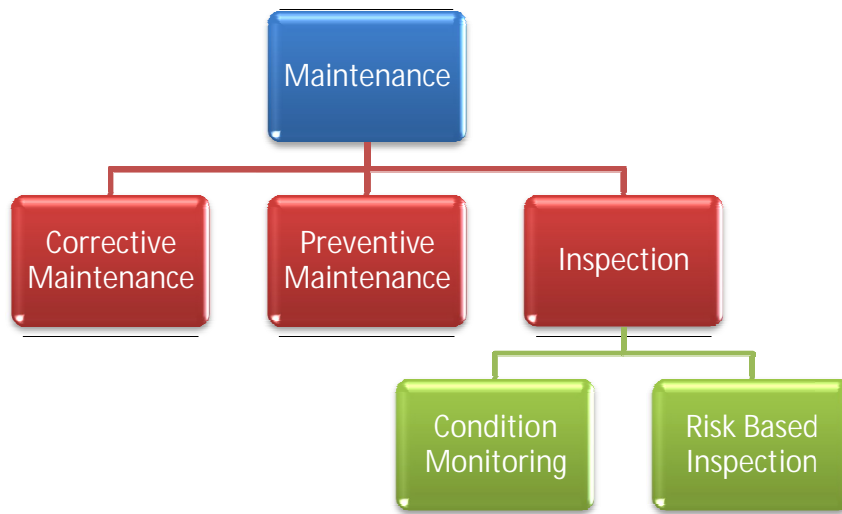 Maintenance
Corrective
Maintenance
Preventive
Maintenance
Inspection
Condition
Monitoring
Risk Based
Inspection